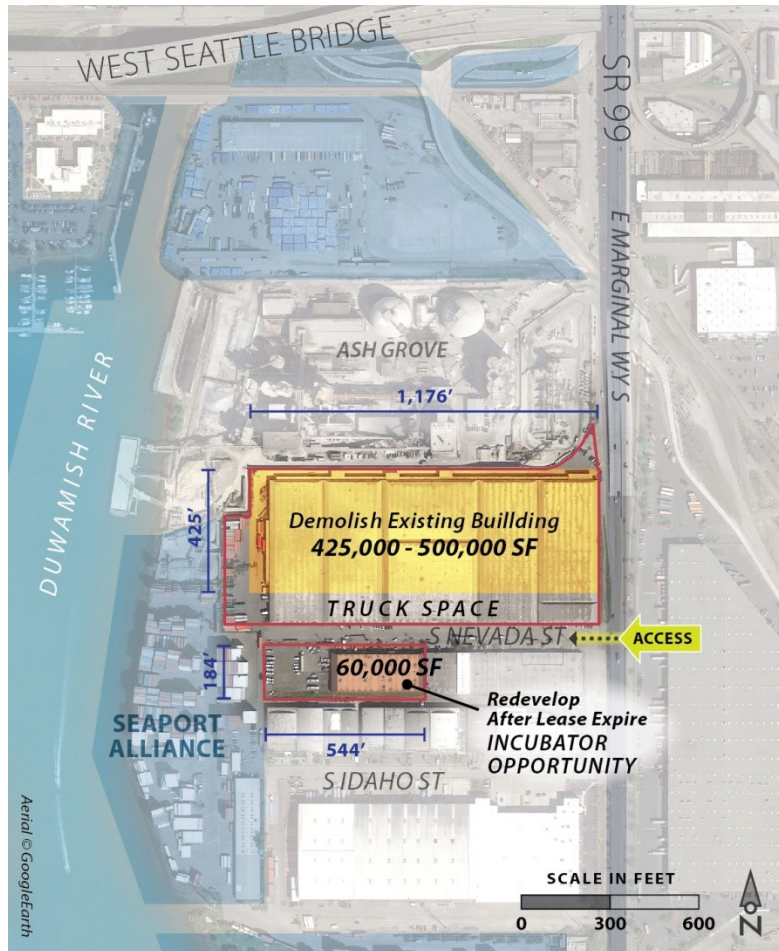 WEST SEATTLE BRIDGE
SR 99
E MARGINAL WY S
ASH GROVE
1,176'
DUWAMISH RIVER
425'
Demolish Existing Buillding
425,000 - 500,000 SF
TRUCK SPACE
S NEVADA ST
ACCESS
184'
60,000 SF
Redevelop
After Lease Expire
INCUBATOR
OPPORTUNITY
SEAPORT
ALLIANCE
544'
S IDAHO ST
Aerial © GoogleEarth
SCALE IN FEET
0 300 600
N